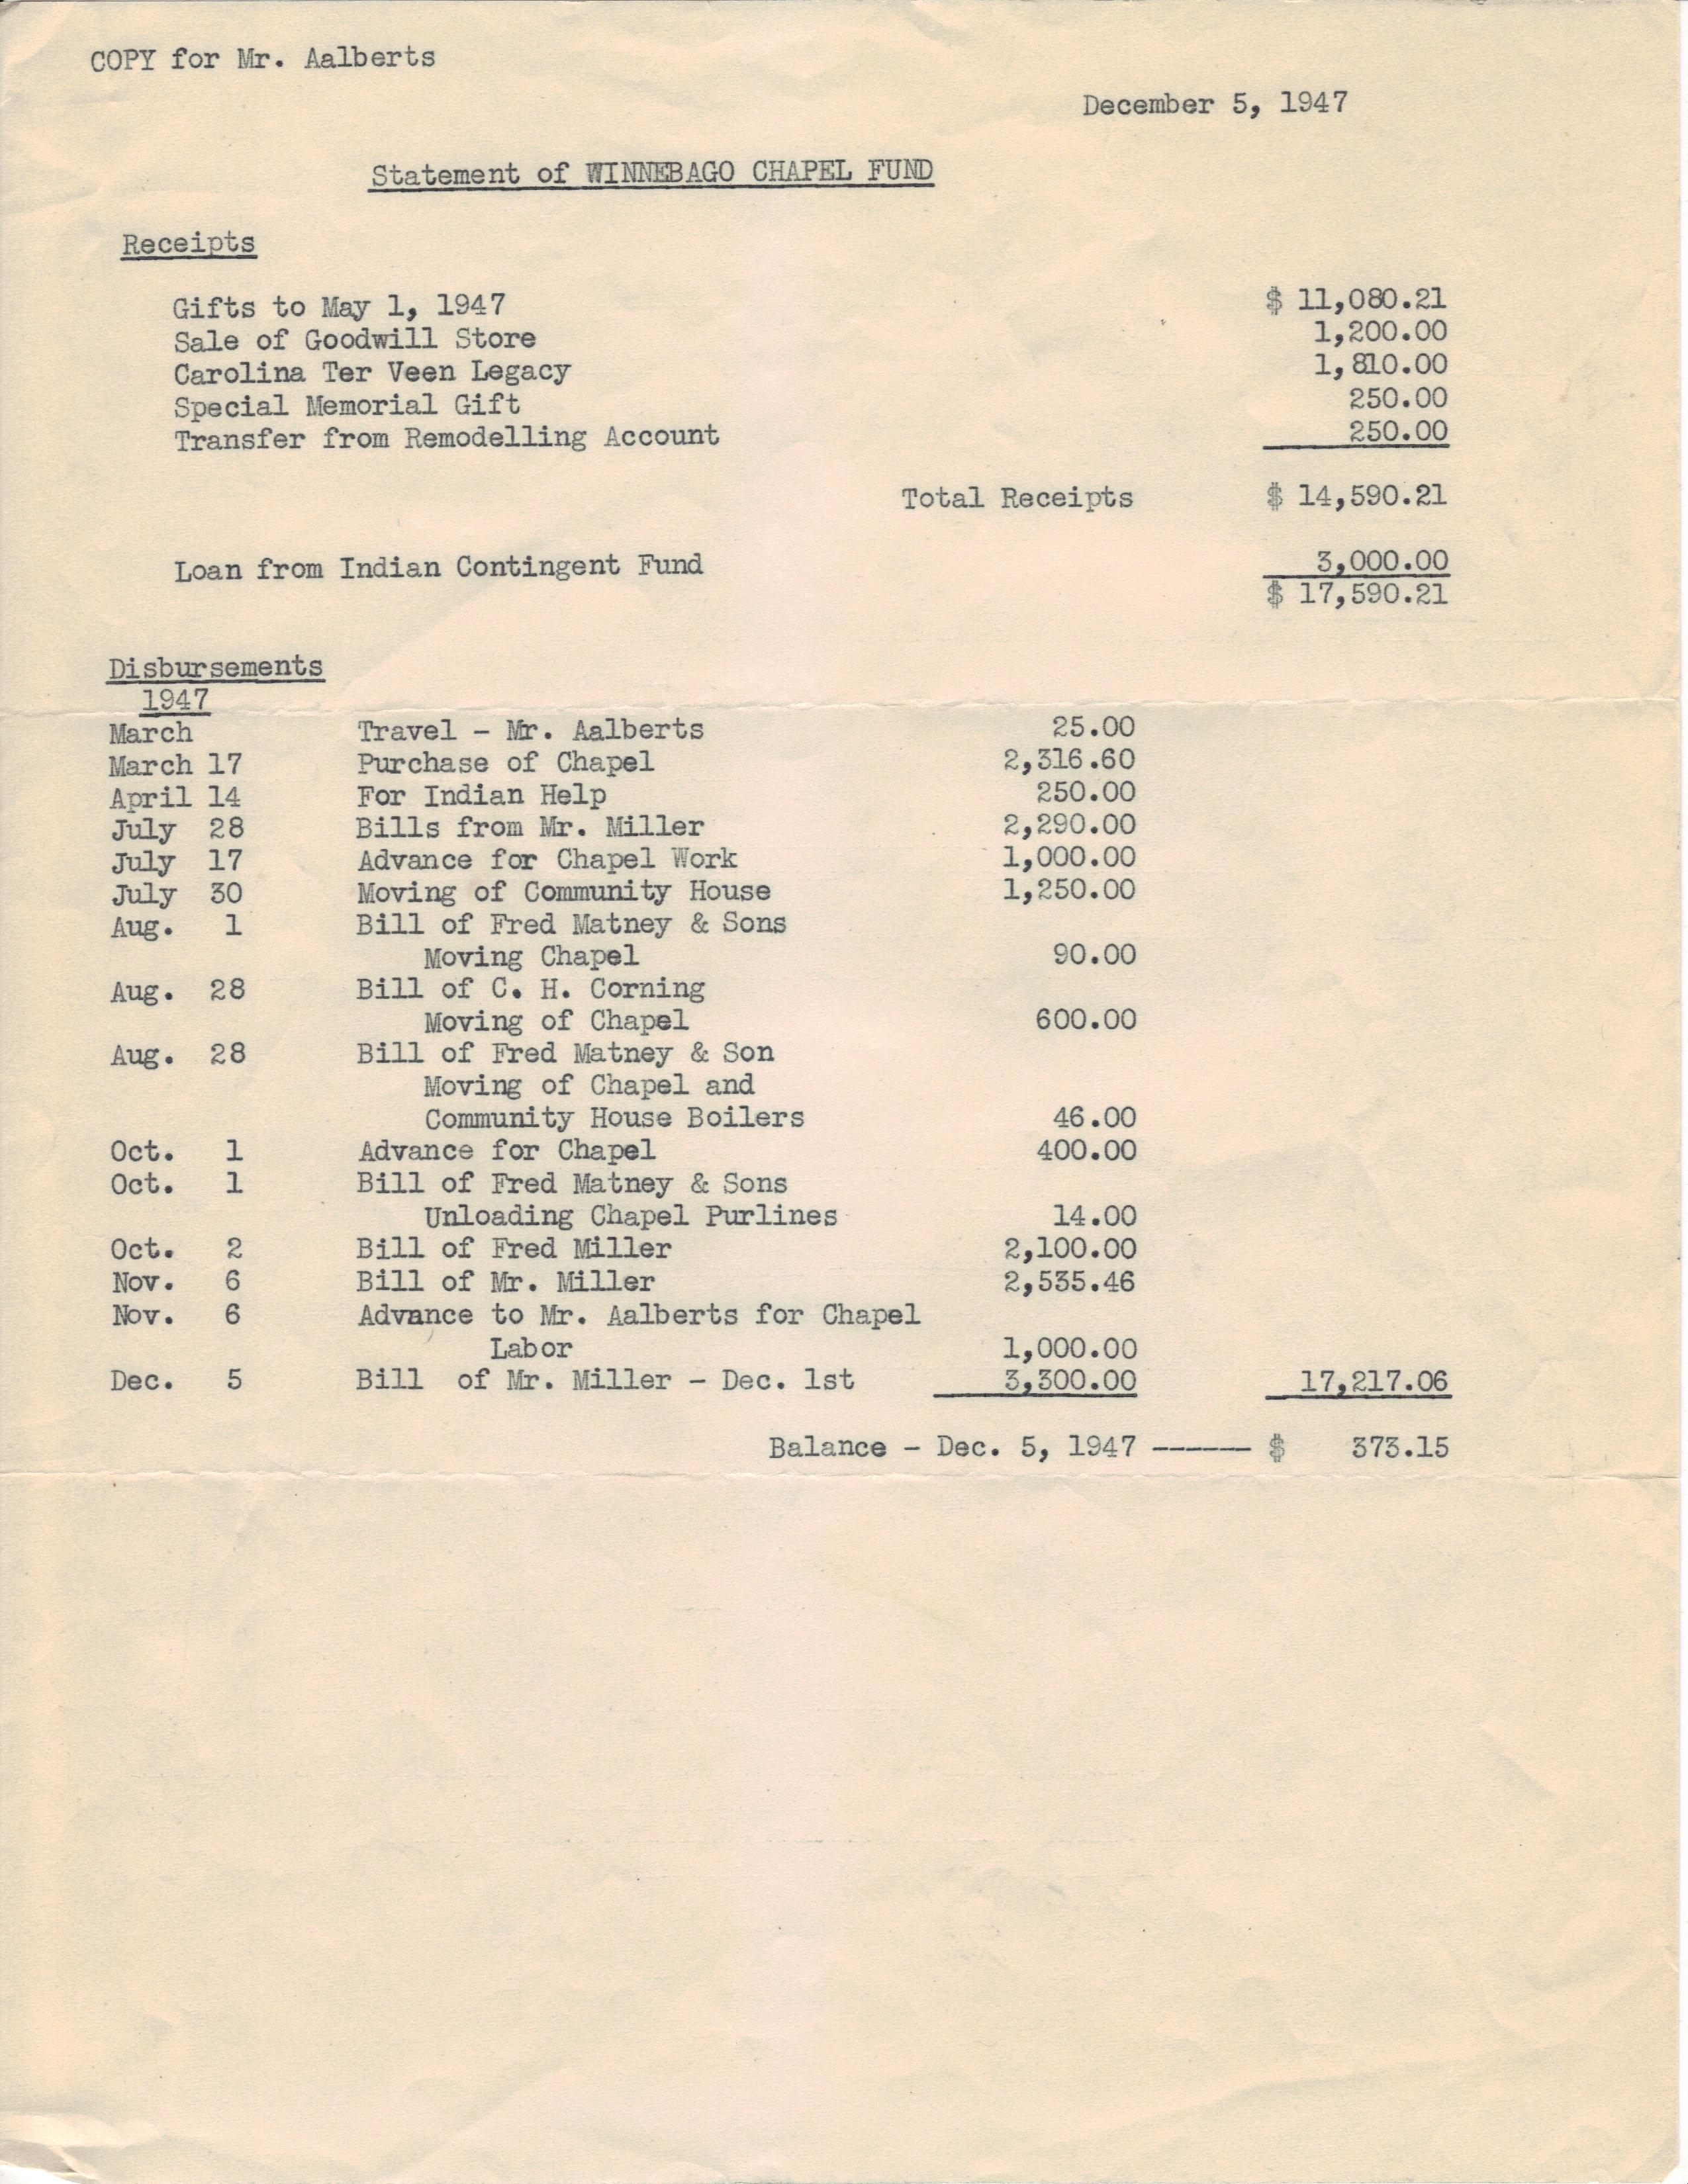 COPY for Mr. Aalberts
December 5, 1947
Statement of WINNEBAGO CHAPEL FUND
Receipts
Gifts to May 1, 1947 $ 11,080.21
Sale of Goodwill Store 1,200.00
Carolina Ter Veen Legacy 1,810.00
Special Memorial Gift 250.00
Transfer from Remodelling Account 250.00
Total Receipts $ 14,590.21
Loan from Indian Contingent Fund 3,000.00
$ 17,590.21
Disbursements
1947
March Travel - Mr. Aalberts 25.00
March 17 Purchase of Chapel 2,316.60
April 14 For Indian Help 250.00
July 28 Bills from Mr. Miller 2,290.00
July 17 Advance for Chapel Work 1,000.00
July 30 Moving of Community House 1,250.00
Aug. 1 Bill of Fred Matney & Sons
Moving Chapel 90.00
Aug. 28 Bill of C. H. Corning
Moving of Chapel 600.00
Aug. 28 Bill of Fred Matney & Son
Moving of Chapel and
Community House Boilers 46.00
Oct. 1 Advance for Chapel 400.00
Oct. 1 Bill of Fred Matney & Sons
Unloading Chapel Purlines 14.00
Oct. 2 Bill of Fred Miller 2,100.00
Nov. 6 Bill of Mr. Miller 2,535.46
Nov. 6 Advance to Mr. Aalberts for Chapel
Labor 1,000.00
Dec. 5 Bill of Mr. Miller - Dec. 1st 3,300.00 17,217.06
Balance - Dec. 5, 1947 ------ $ 373.15